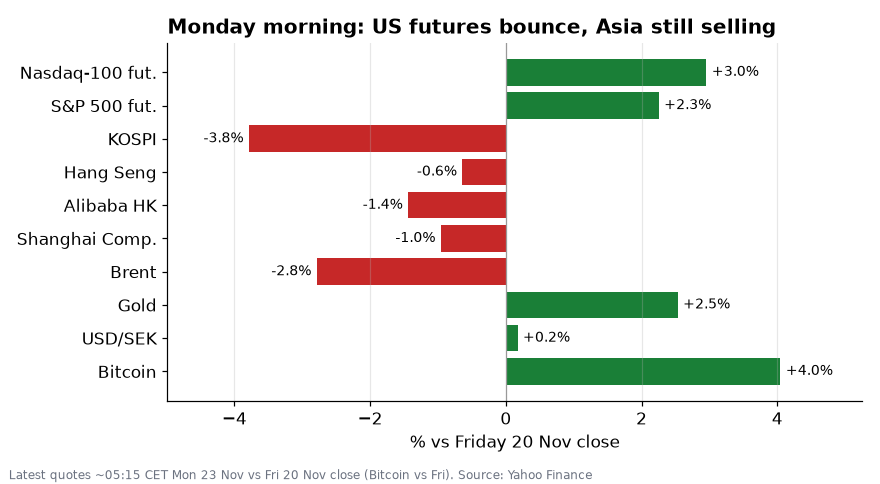 Monday morning: US futures bounce, Asia still selling
Nasdaq-100 fut.
+3.0%
S&P 500 fut.
+2.3%
KOSPI
-3.8%
Hang Seng
-0.6%
Alibaba HK
-1.4%
Shanghai Comp.
-1.0%
Brent
-2.8%
Gold
+2.5%
USD/SEK
+0.2%
Bitcoin
+4.0%
−4
−2
0
2
4
% vs Friday 20 Nov close
Latest quotes ~05:15 CET Mon 23 Nov vs Fri 20 Nov close (Bitcoin vs Fri). Source: Yahoo Finance